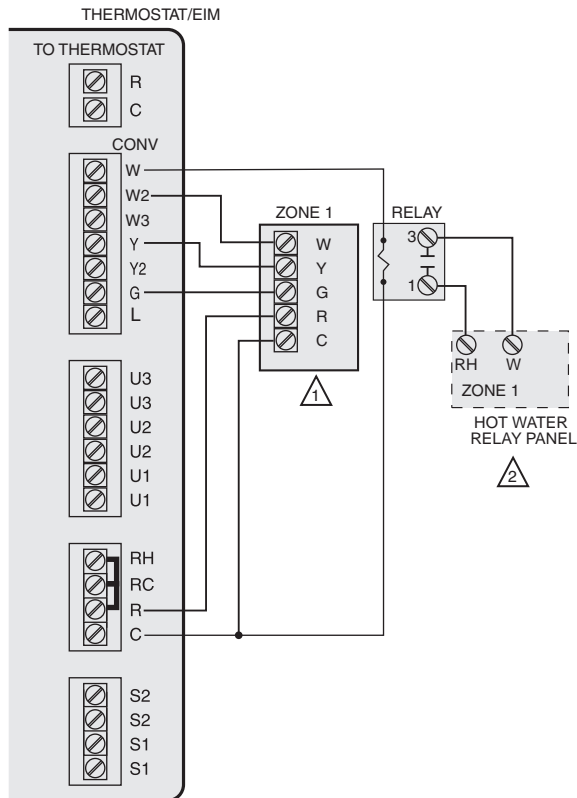 THERMOSTAT/EIM
TO THERMOSTAT
R
C
CONV
W
W2
W3
Y
Y2
G
L
U3
U3
U2
U2
U1
U1
RH
RC
R
C
S2
S2
S1
S1
ZONE 1
W
Y
G
R
C
1
RELAY
3
1
RH W
ZONE 1
HOT WATER
RELAY PANEL
2